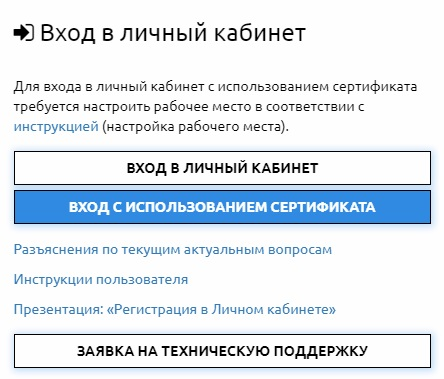 Вход в личный кабинет
Для входа в личный кабинет с использованием сертификата
требуется настроить рабочее место в соответствии с
инструкцией (настройка рабочего места).
ВХОД В ЛИЧНЫЙ КАБИНЕТ
ВХОД С ИСПОЛЬЗОВАНИЕМ СЕРТИФИКАТА
Разъяснения по текущим актуальным вопросам
Инструкции пользователя
Презентация: «Регистрация в Личном кабинете»
ЗАЯВКА НА ТЕХНИЧЕСКУЮ ПОДДЕРЖКУ